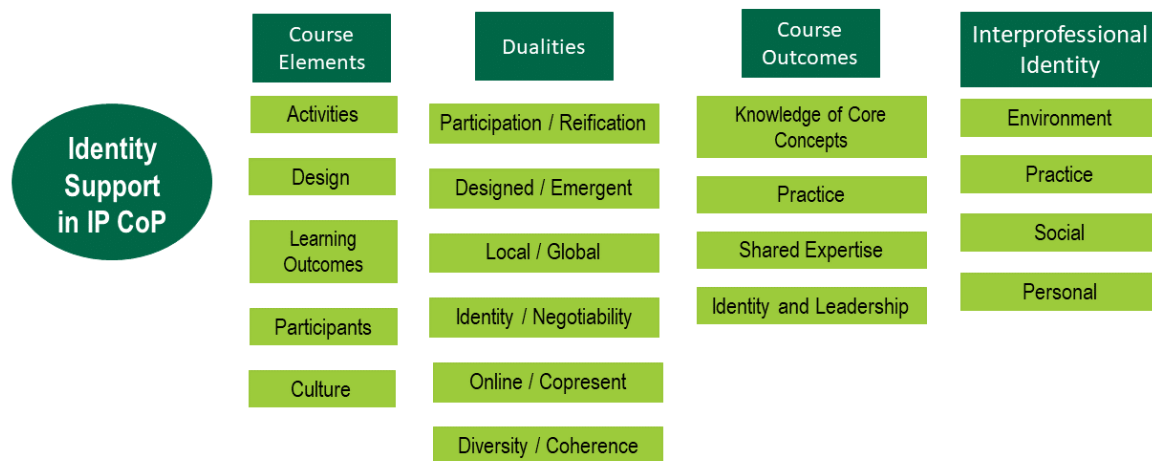 Identity
Support
in IP CoP
Course
Elements
Activities
Design
Learning
Outcomes
Participants
Culture
Dualities
Participation / Reification
Designed / Emergent
Local / Global
Identity / Negotiability
Online / Copresent
Diversity / Coherence
Course
Outcomes
Knowledge of Core
Concepts
Practice
Shared Expertise
Identity and Leadership
Interprofessional
Identity
Environment
Practice
Social
Personal